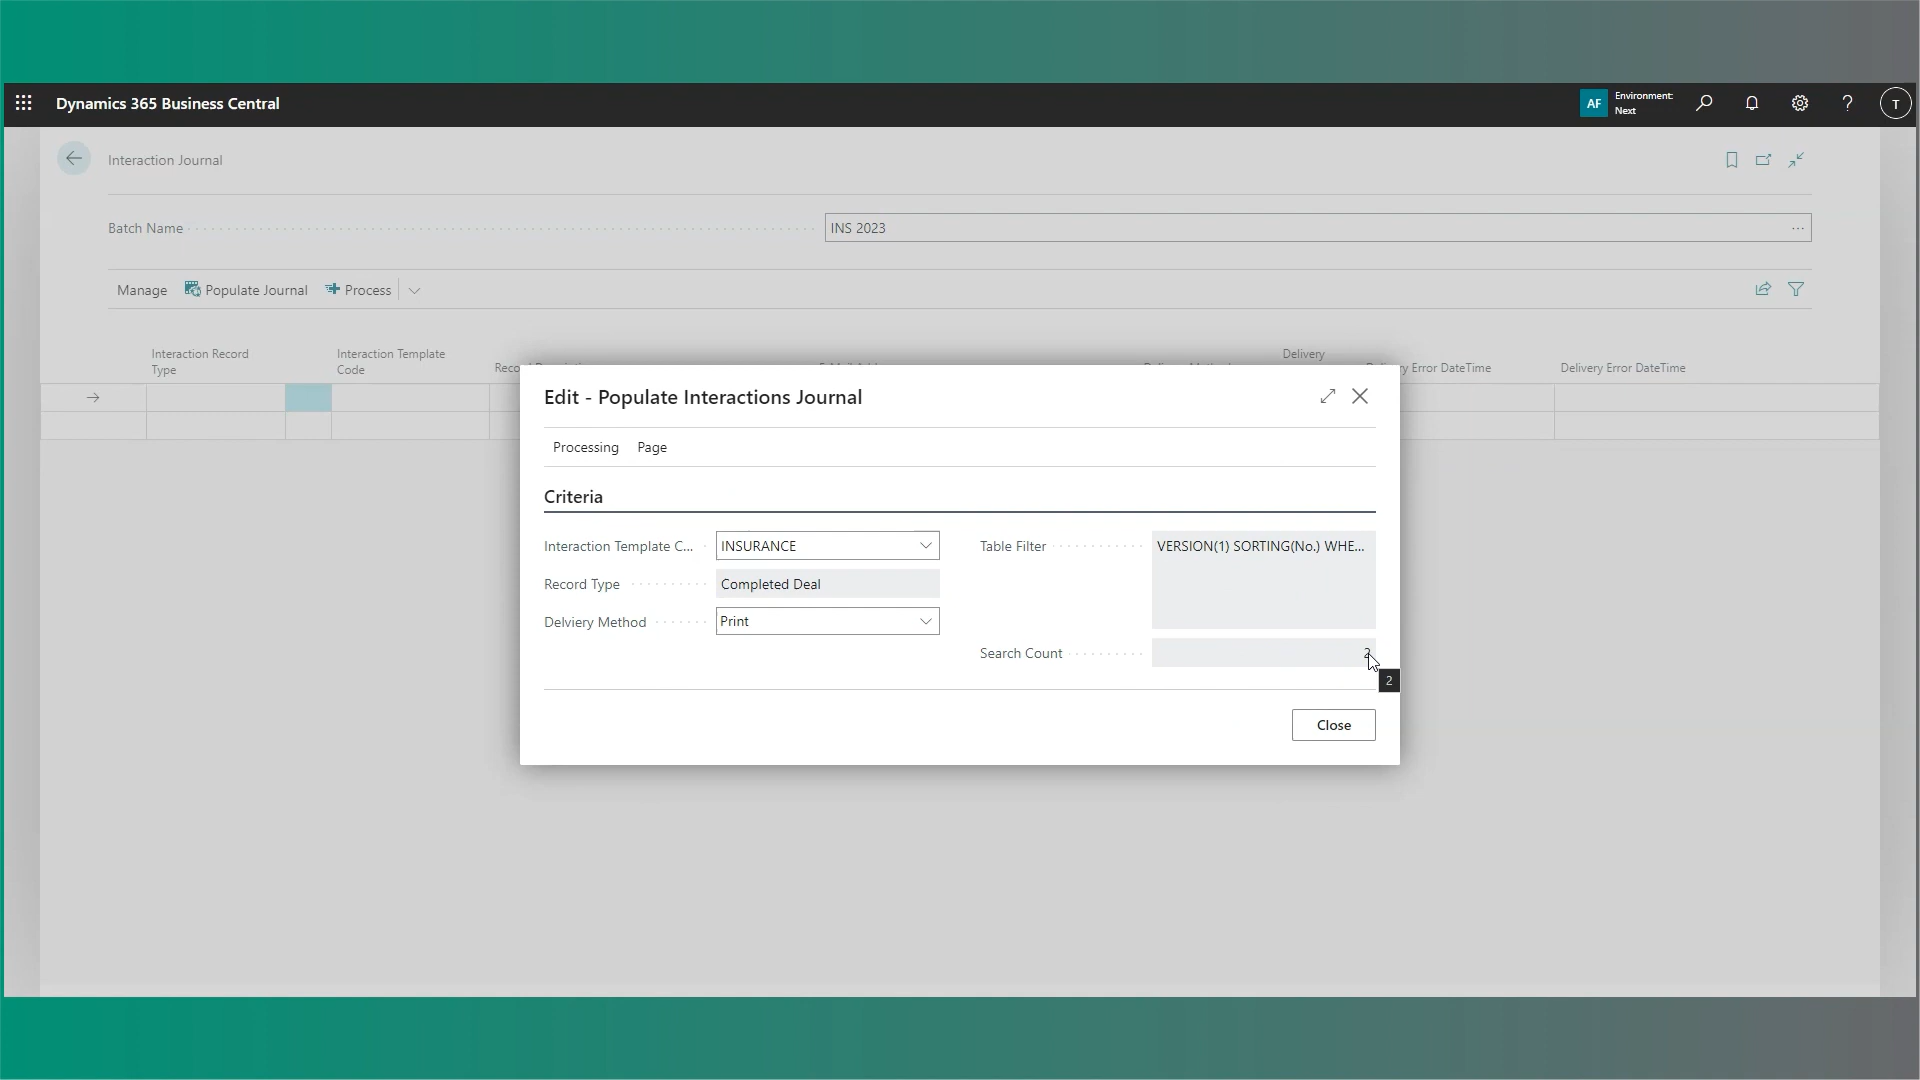 Dynamics 365 Business Central
AF
Environment:
Next
?
T
Interaction Journal
Batch Name
INS 2023
...
Manage
Populate Journal
Process
Interaction Record
Type
Interaction Template
Code
Delivery
Delivery Error DateTime
Edit - Populate Interactions Journal
Processing
Page
Criteria
Interaction Template C...
INSURANCE
Record Type
Completed Deal
Delviery Method
Print
Table Filter
VERSION(1) SORTING(No.) WHE...
Search Count
2
2
Close